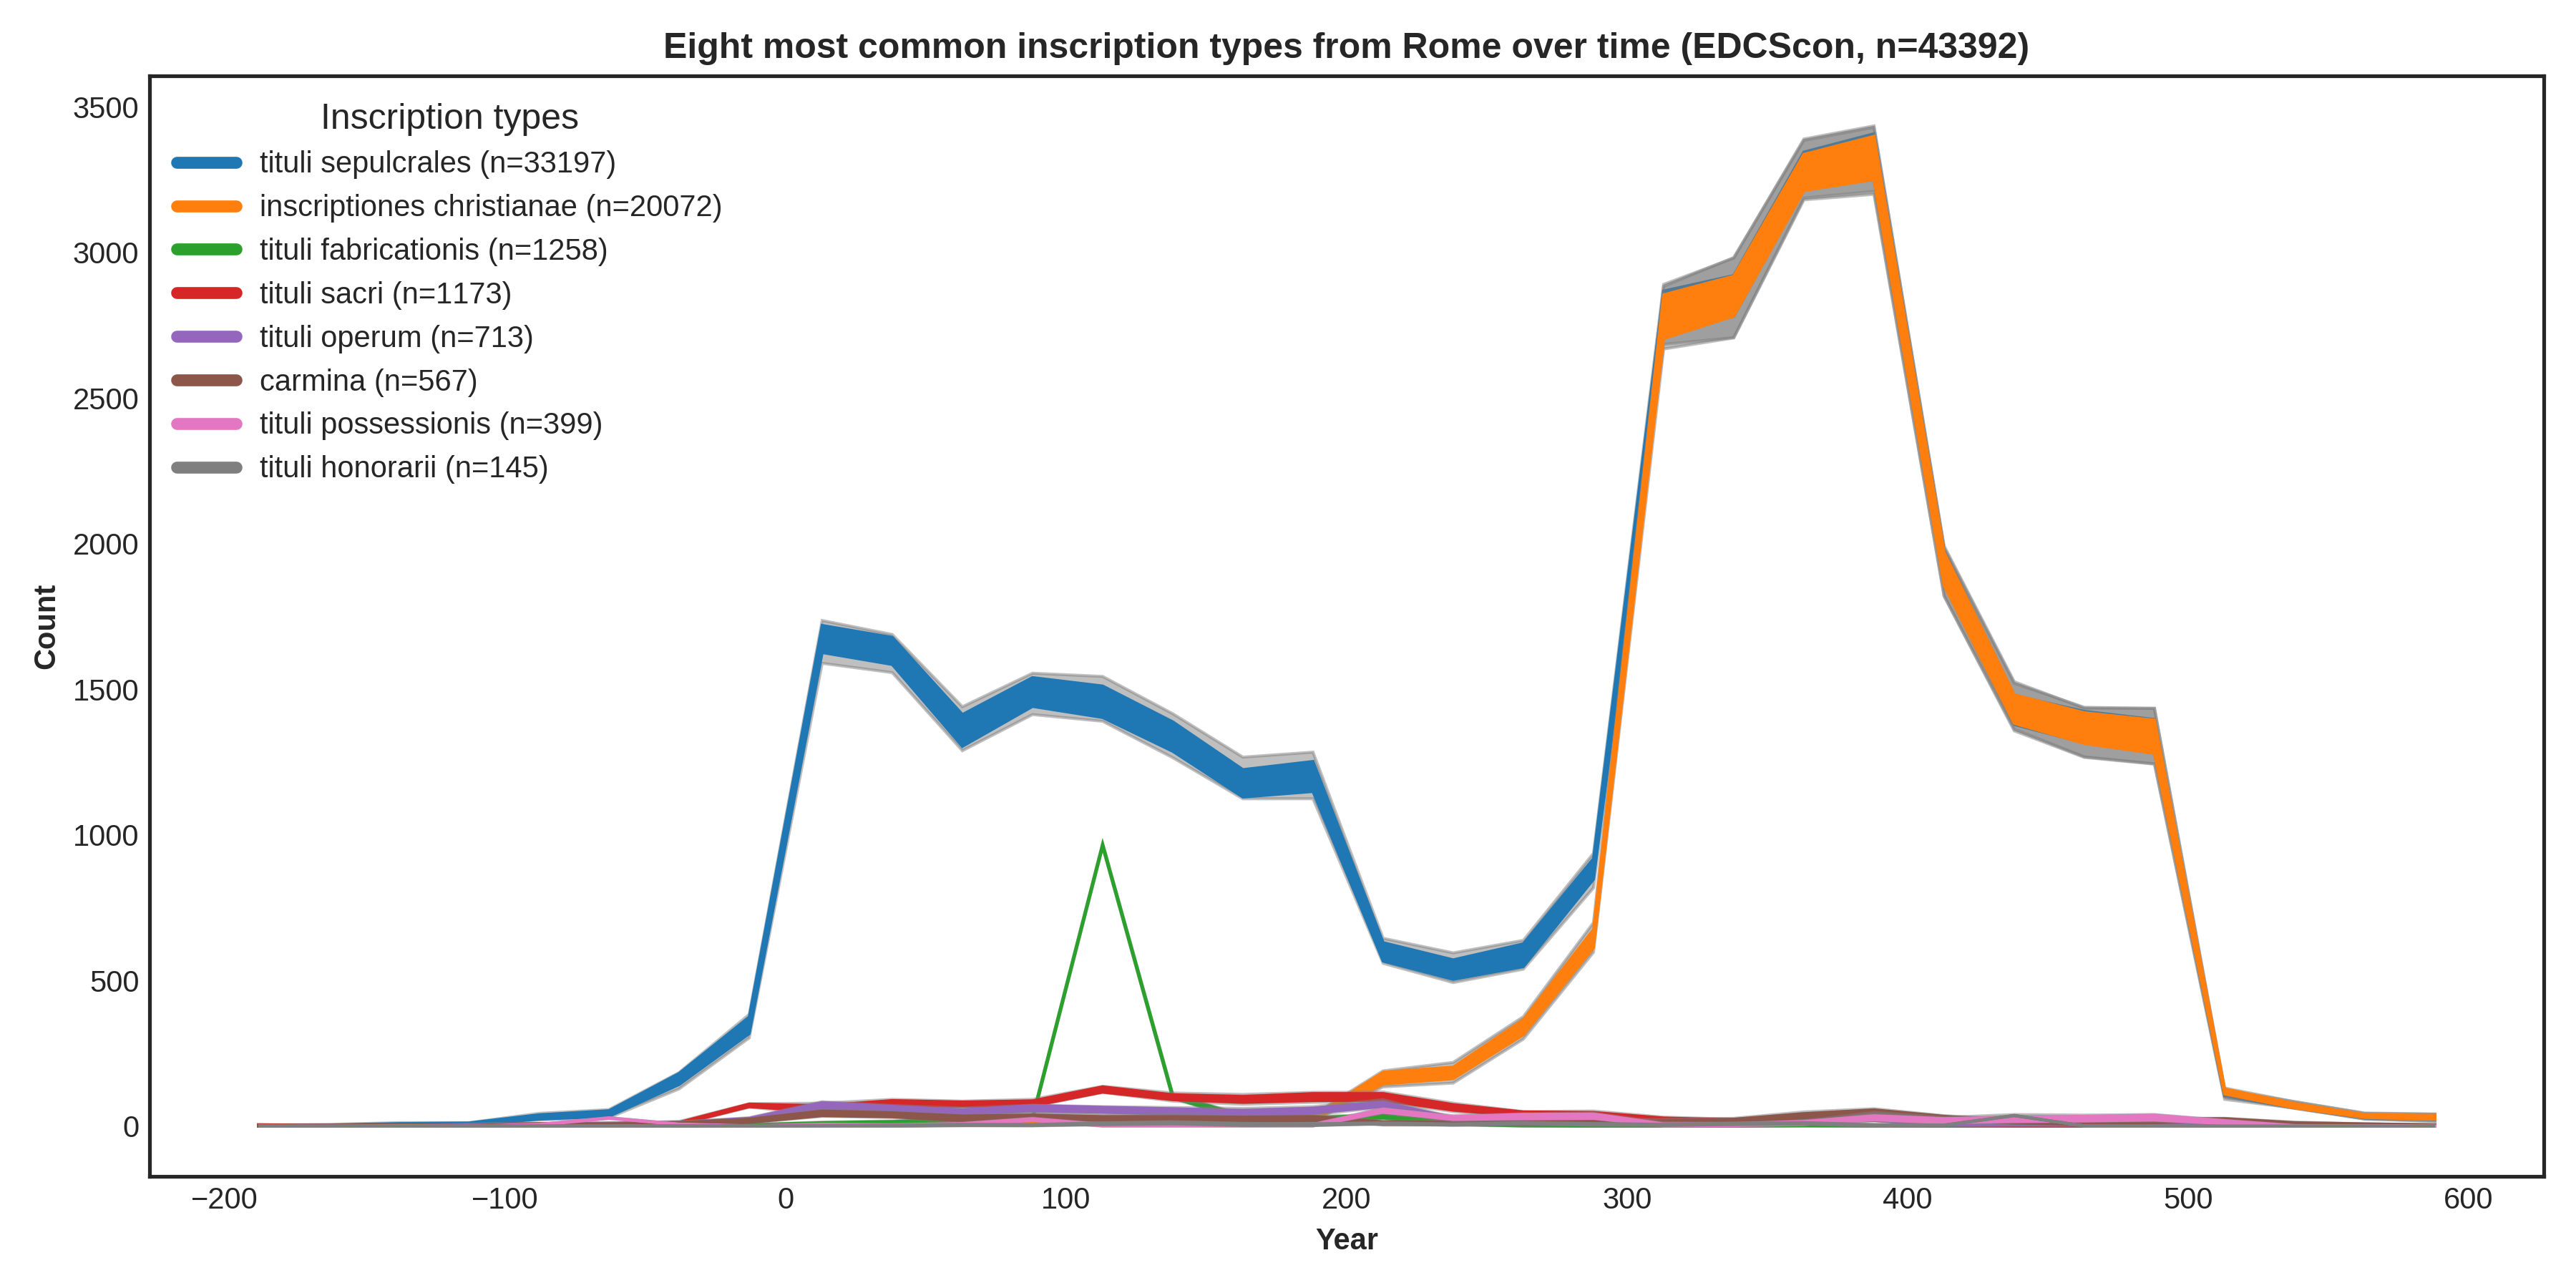 Eight most common inscription types from Rome over time (EDCScon, n=43392)
Inscription types
tituli sepulcrales (n=33197)
inscriptiones christianae (n=20072)
tituli fabricationis (n=1258)
tituli sacri (n=1173)
tituli operum (n=713)
carmina (n=567)
tituli possessionis (n=399)
tituli honorarii (n=145)
Count
3500
3000
2500
2000
1500
1000
500
0
−200 −100 0 100 200 300 400 500 600
Year